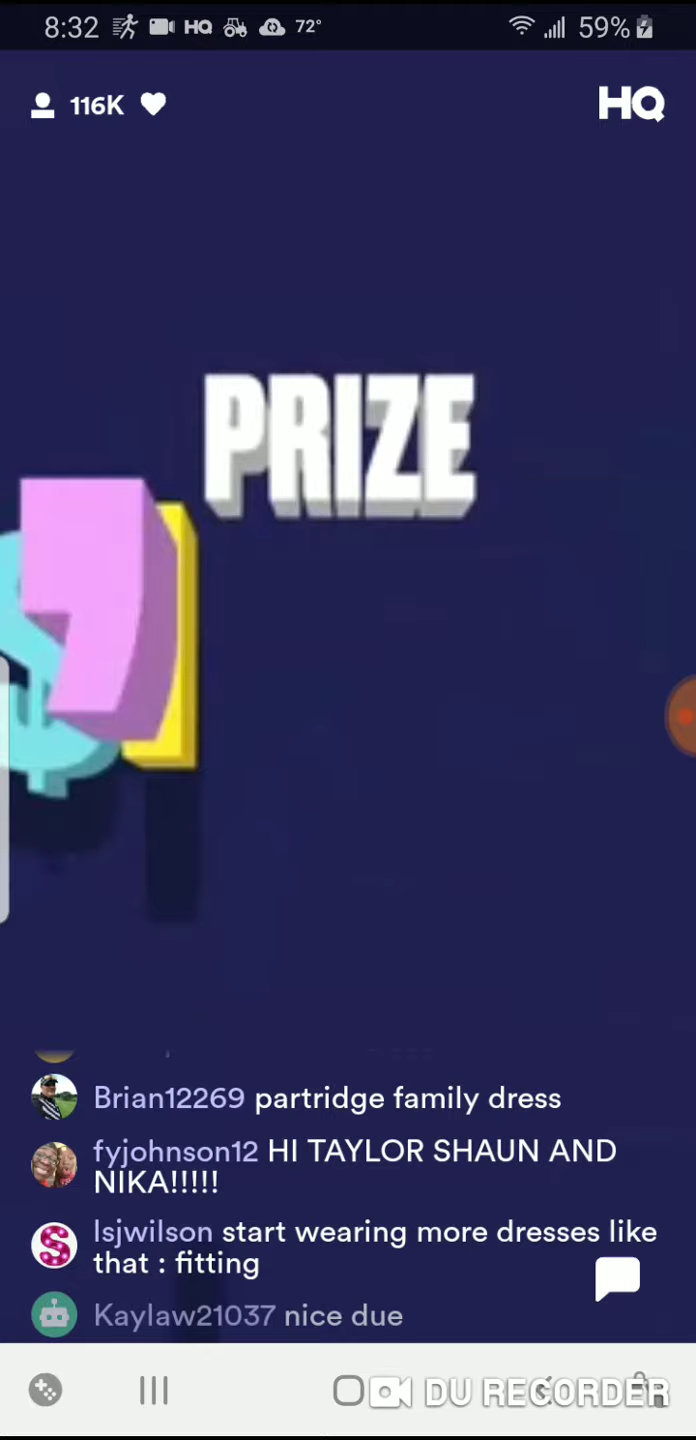 8:32 HQ 72° 59%
116K HQ
PRIZE
$,
Brian12269 partridge family dress
fyjohnson12 HI TAYLOR SHAUN AND
NIKA!!!!!
lsjwilson start wearing more dresses like
that : fitting
S
Kaylaw21037 nice due
DU RECORDER